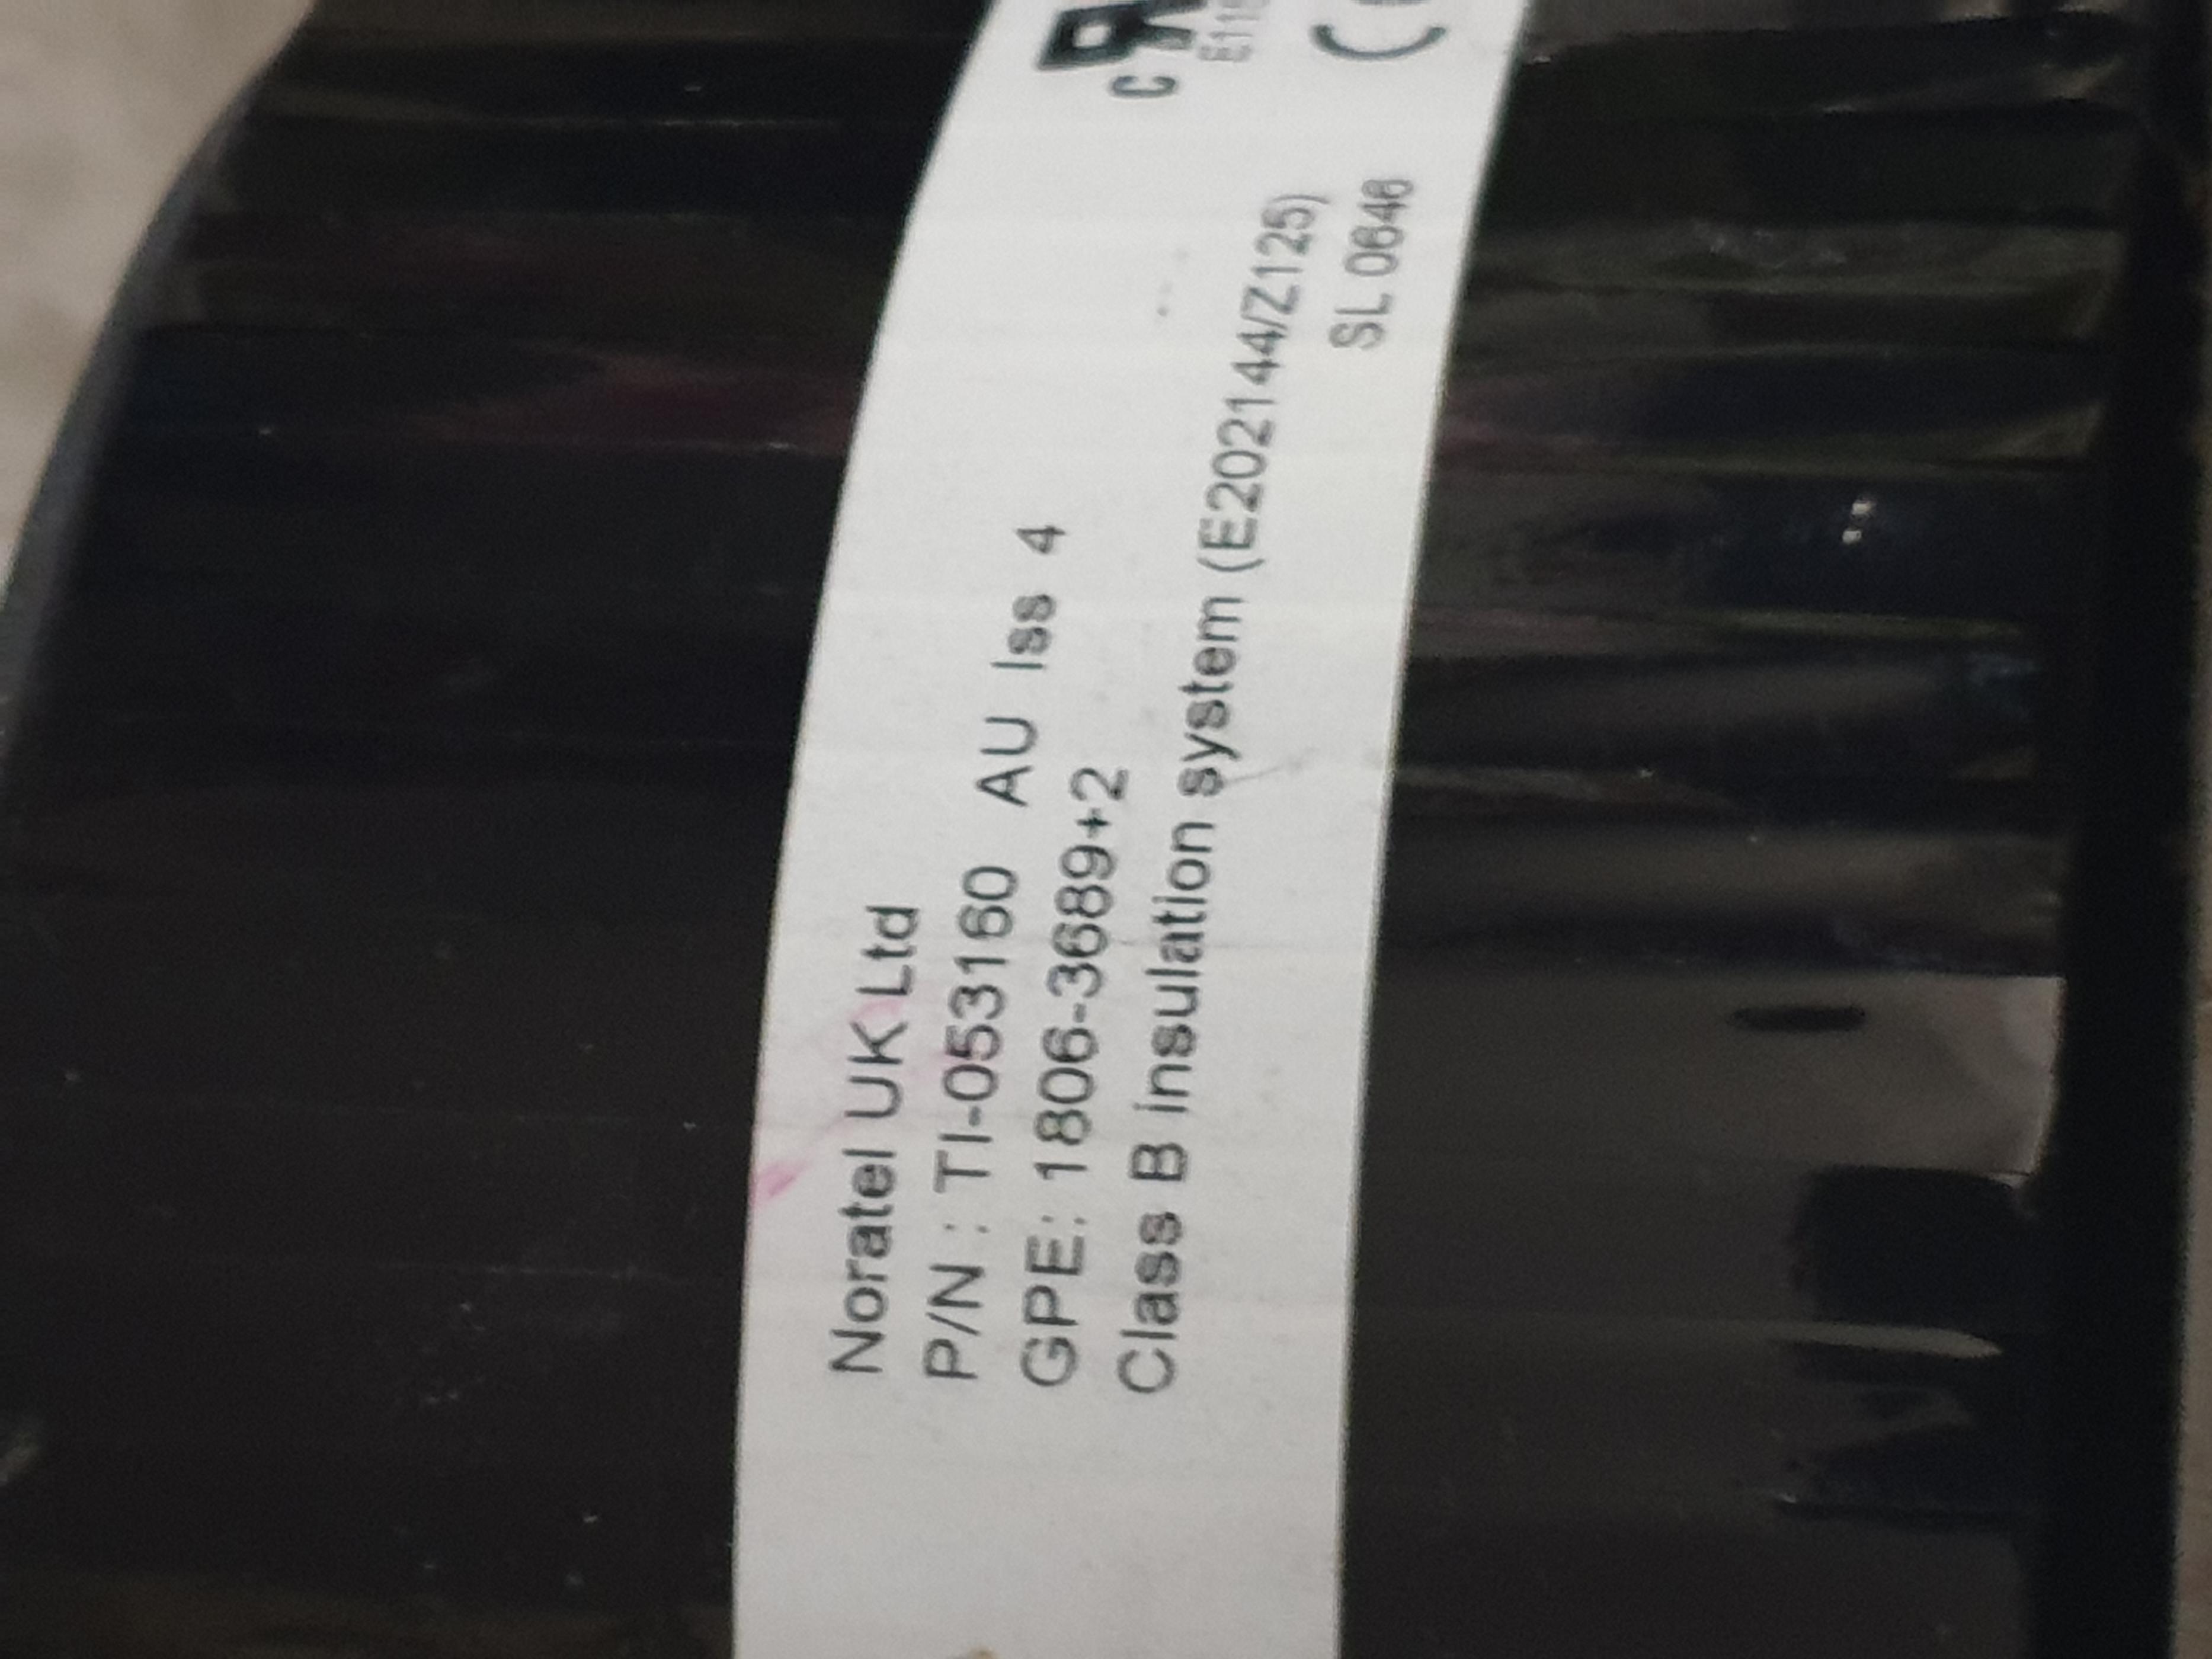 Noratel UK Ltd
P/N : TI-053160 AU Iss 4
GPE: 1806-3689+2
Class B insulation system (E202144/Z125)
SL 0646
c